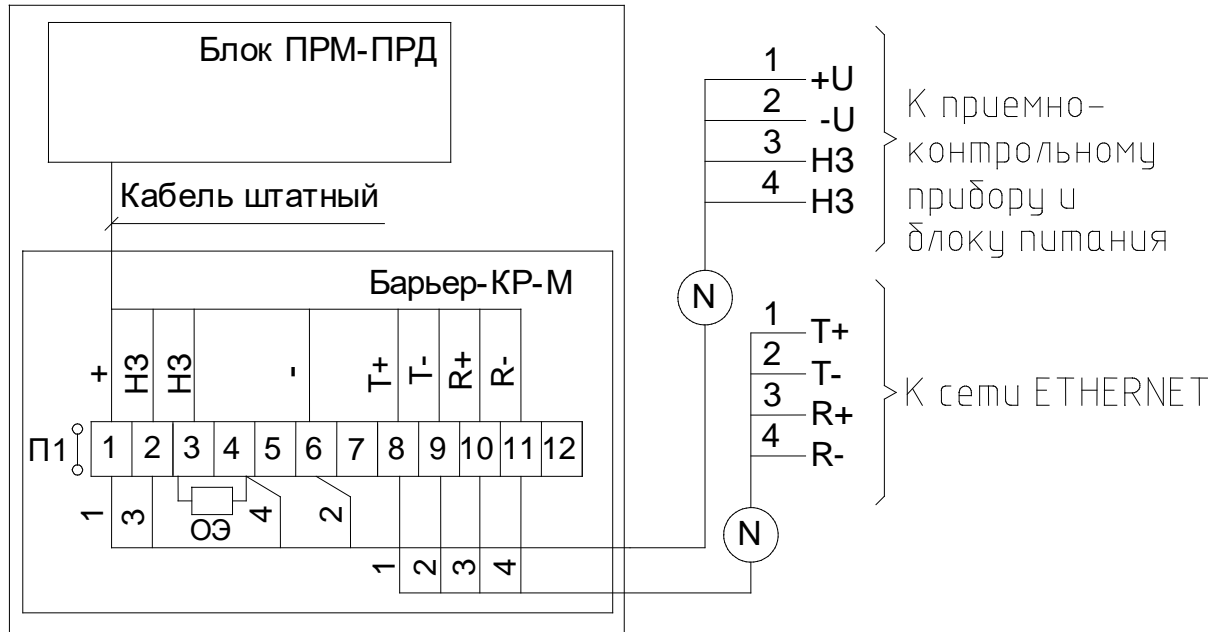 Блок ПРМ-ПРД
Кабель штатный
Барьер-КР-М
+
НЗ
НЗ
-
T+
T-
R+
R-
П1
1 2 3 4 5 6 7 8 9 10 11 12
1
3
ОЭ
4
2
1
2
3
4
1 +U
2 -U
3 НЗ
4 НЗ
К приемно-
контрольному
прибору и
блоку питания
N
1 T+
2 T-
3 R+
4 R-
К сети ETHERNET
N